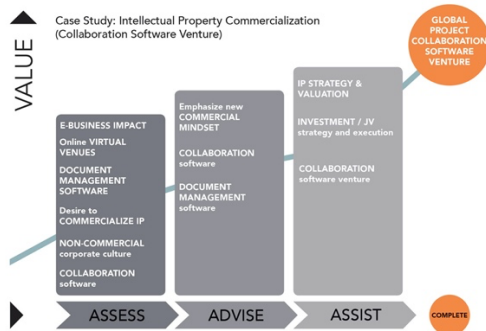 Case Study: Intellectual Property Commercialization
(Collaboration Software Venture)
VALUE
GLOBAL
PROJECT
COLLABORATION
SOFTWARE
VENTURE
E-BUSINESS IMPACT
Online VIRTUAL
VENUES
DOCUMENT
MANAGEMENT
SOFTWARE
Desire to
COMMERCIALIZE IP
NON-COMMERCIAL
corporate culture
COLLABORATION
software
Emphasize new
COMMERCIAL
MINDSET
COLLABORATION
software
DOCUMENT
MANAGEMENT
software
IP STRATEGY &
VALUATION
INVESTMENT / JV
strategy and execution
COLLABORATION
software venture
ASSESS
ADVISE
ASSIST
COMPLETE